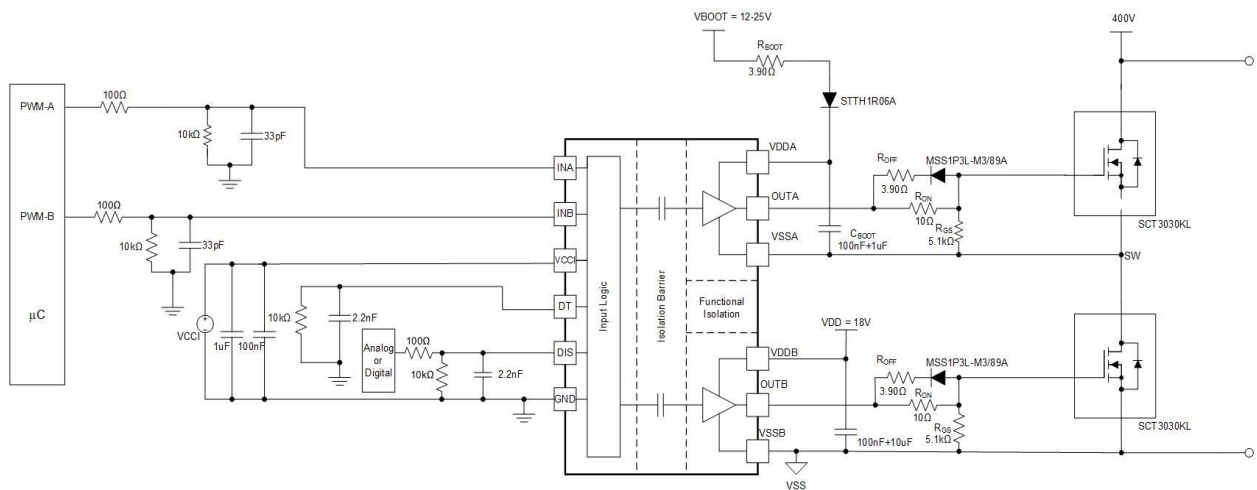 VBOOT = 12-25V
400V
RBOOT
3.90Ω
100Ω
PWM-A
STTH1R06A
10kΩ
33pF
VDDA
ROFF
MSS1P3L-M3/89A
3.90Ω
INA
OUTA
RON
10Ω
PWM-B
100Ω
INB
VSSA
CBOOT
100nF+1uF
RGS
5.1kΩ
SCT3030KL
10kΩ
33pF
SW
VCCI
Input Logic
Isolation Barrier
Functional
Isolation
µC
VCCI
1uF
100nF
10kΩ
2.2nF
DT
VDD = 18V
Analog
or
Digital
100Ω
DIS
VDDB
ROFF
MSS1P3L-M3/89A
10kΩ
2.2nF
3.90Ω
GND
OUTB
RON
10Ω
VSSB
100nF+10uF
RGS
5.1kΩ
SCT3030KL
VSS